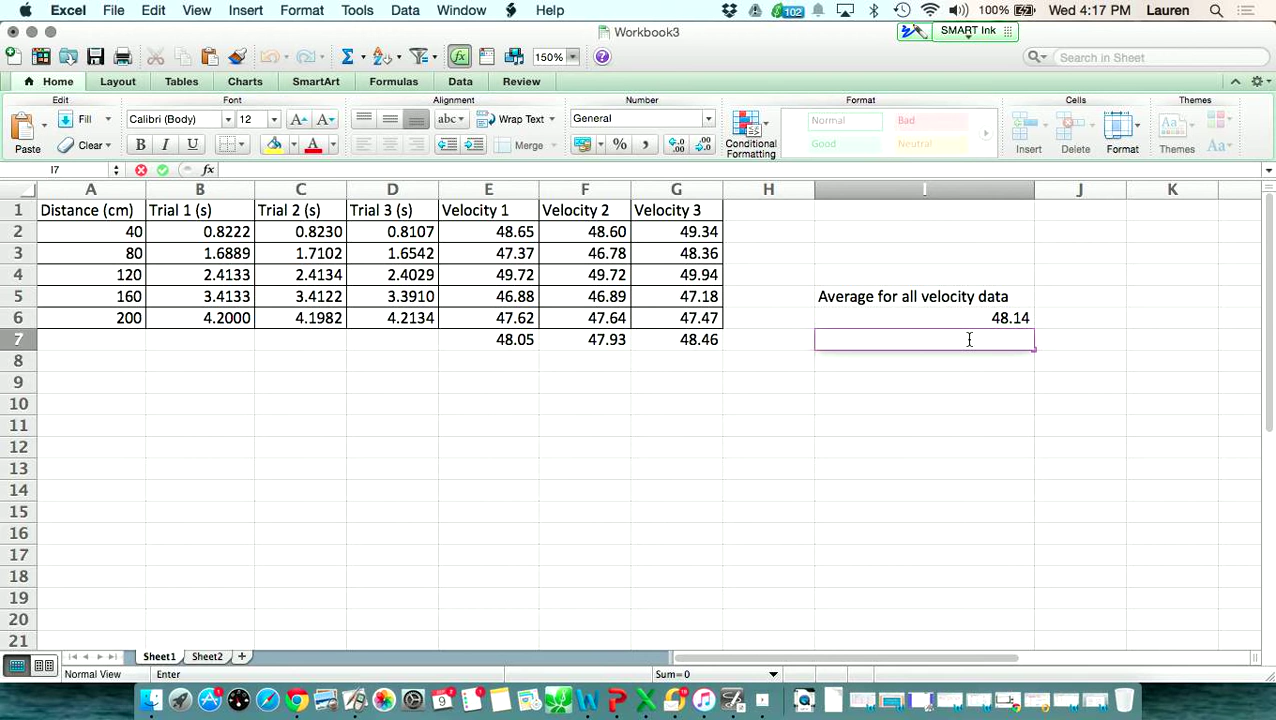 Excel File Edit View Insert Format Tools Data Window Help 102 100% Wed 4:17 PM Lauren
Workbook3
SMART Ink
150% Search in Sheet
Home Layout Tables Charts SmartArt Formulas Data Review
Edit Font Alignment Number Format Cells Themes
Paste Fill Clear Calibri (Body) 12 abc Wrap Text General Normal Bad
B I U Merge % Conditional Formatting Good Neutral Insert Delete Format Themes Aa
I7 fx
A B C D E F G H I J K
1 Distance (cm) Trial 1 (s) Trial 2 (s) Trial 3 (s) Velocity 1 Velocity 2 Velocity 3
2 40 0.8222 0.8230 0.8107 48.65 48.60 49.34
3 80 1.6889 1.7102 1.6542 47.37 46.78 48.36
4 120 2.4133 2.4134 2.4029 49.72 49.72 49.94
5 160 3.4133 3.4122 3.3910 46.88 46.89 47.18 Average for all velocity data
6 200 4.2000 4.1982 4.2134 47.62 47.64 47.47 48.14
7 48.05 47.93 48.46
8
9
10
11
12
13
14
15
16
17
18
19
20
21
Sheet1 Sheet2 +
Normal View Enter Sum=0